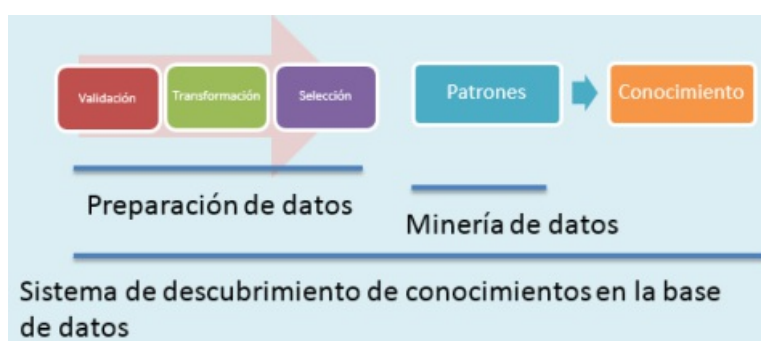 Validación
Transformación
Selección
Patrones
Conocimiento
Preparación de datos
Minería de datos
Sistema de descubrimiento de conocimientos en la base
de datos